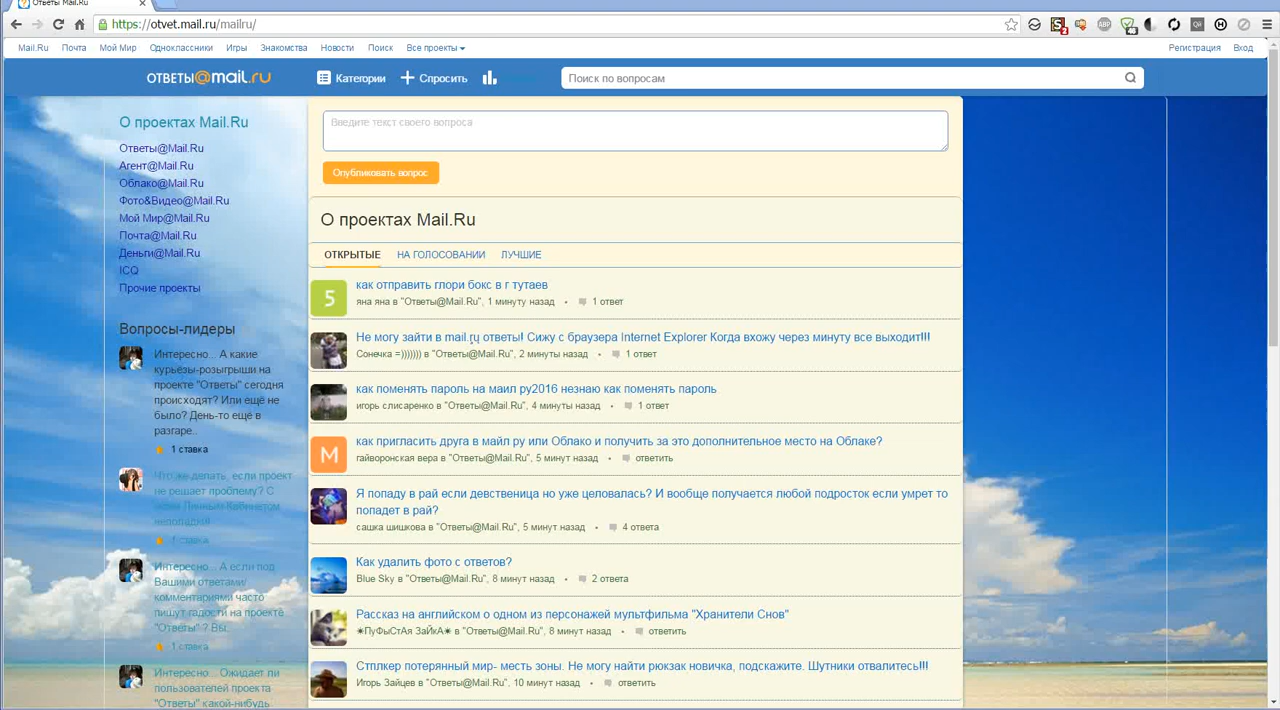 Ответы Mail.Ru
https://otvet.mail.ru/mailru/
Mail.Ru Почта Мой Мир Одноклассники Игры Знакомства Новости Поиск Все проекты Регистрация Вход
ОТВЕТЫ@mail.ru Категории Спросить Поиск по вопросам
О проектах Mail.Ru
Ответы@Mail.Ru
Агент@Mail.Ru
Облако@Mail.Ru
Фото&Видео@Mail.Ru
Мой Мир@Mail.Ru
Почта@Mail.Ru
Деньги@Mail.Ru
ICQ
Прочие проекты
Вопросы-лидеры
Интересно... А какие
курьёзы-розыгрыши на
проекте "Ответы" сегодня
происходят? Или ещё не
было? День-то ещё в
разгаре..
1 ставка
Что же делать, если проект
не решает проблему? С
моим Личным Кабинетом
неполадки!
1 ставка
Интересно... А если под
Вашими ответами/
комментариями часто
пишут гадости на проекте
"Ответы" ? Вы..
1 ставка
Интересно... Ожидает ли
пользователей проекта
"Ответы" какой-нибудь
Введите текст своего вопроса
Опубликовать вопрос
О проектах Mail.Ru
ОТКРЫТЫЕ НА ГОЛОСОВАНИИ ЛУЧШИЕ
5
как отправить глори бокс в г тутаев
яна яна в "Ответы@Mail.Ru", 1 минуту назад • 1 ответ
Не могу зайти в mail.ru ответы! Сижу с браузера Internet Explorer Когда вхожу через минуту все выходит!!!
Сонечка =))))))) в "Ответы@Mail.Ru", 2 минуты назад • 1 ответ
как поменять пароль на маил ру2016 незнаю как поменять пароль
игорь слисаренко в "Ответы@Mail.Ru", 4 минуты назад • 1 ответ
М
как пригласить друга в майл ру или Облако и получить за это дополнительное место на Облаке?
гайворонская вера в "Ответы@Mail.Ru", 5 минут назад • ответить
Я попаду в рай если девственица но уже целовалась? И вообще получается любой подросток если умрет то
попадет в рай?
сашка шишкова в "Ответы@Mail.Ru", 5 минут назад • 4 ответа
Как удалить фото с ответов?
Blue Sky в "Ответы@Mail.Ru", 8 минут назад • 2 ответа
Рассказ на английском о одном из персонажей мультфильма "Хранители Снов"
✷ПуФыСтАя ЗаЙкА✷ в "Ответы@Mail.Ru", 8 минут назад • ответить
Стплкер потерянный мир- месть зоны. Не могу найти рюкзак новичка, подскажите. Шутники отвалитесь!!!
Игорь Зайцев в "Ответы@Mail.Ru", 10 минут назад • ответить